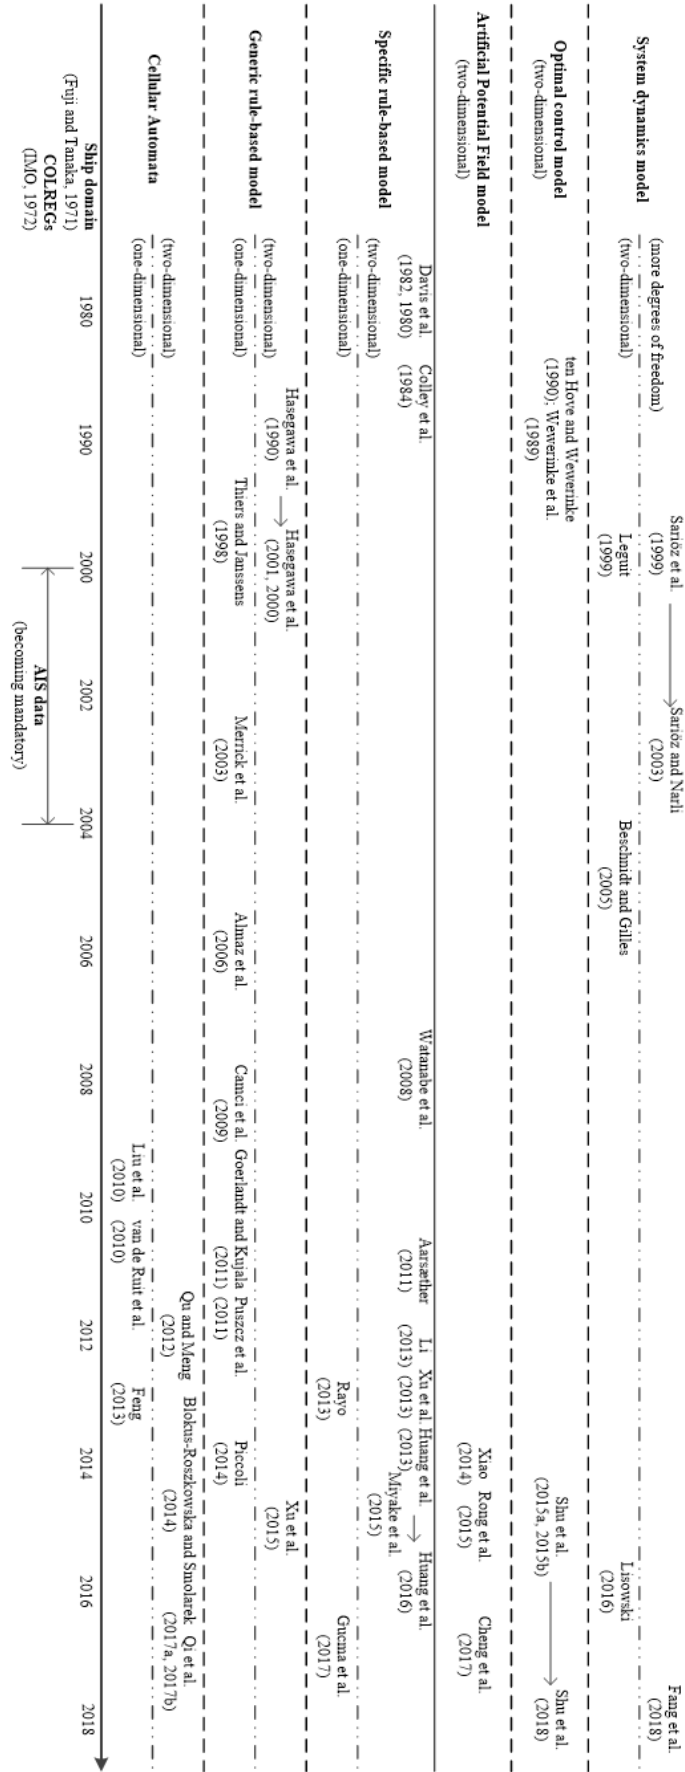 System dynamics model
(more degrees of freedom)
(two-dimensional)
Sariöz et al.
(1999)
Sariöz and Narli
(2003)
Fang et al.
(2018)
Leguit
(1999)
Beschnidt and Gilles
(2005)
Lisowski
(2016)
Optimal control model
(two-dimensional)
ten Hove and Wewerinke
(1990); Wewerinke et al.
(1989)
Shu et al.
(2015a, 2015b)
Shu et al.
(2018)
Artificial Potential Field model
(two-dimensional)
Xiao
(2014)
Rong et al.
(2015)
Cheng et al.
(2017)
Specific rule-based model
(two-dimensional)
(one-dimensional)
Davis et al.
(1982, 1980)
Colley et al.
(1984)
Watanabe et al.
(2008)
Aarsæther
(2011)
Li
(2013)
Xu et al.
(2013)
Huang et al.
(2013)
Miyake et al.
(2015)
Huang et al.
(2016)
Rayo
(2013)
Gucma et al.
(2017)
Generic rule-based model
(two-dimensional)
(one-dimensional)
Hasegawa et al.
(1990)
Hasegawa et al.
(2001, 2000)
Xu et al.
(2015)
Thiers and Janssens
(1998)
Merrick et al.
(2003)
Almaz et al.
(2006)
Camci et al.
(2009)
Goerlandt and Kujala
(2011)
Puszcz et al.
(2011)
Piccoli
(2014)
Cellular Automata
(two-dimensional)
(one-dimensional)
Qu and Meng
(2012)
Blokus-Roszkowska and Smolarek
(2014)
Qi et al.
(2017a, 2017b)
Liu et al.
(2010)
van de Ruit et al.
(2010)
Feng
(2013)
Ship domain
(Fuji and Tanaka, 1971)
COLREGs
(IMO, 1972)
1980
1990
2000
2002
2004
2006
2008
2010
2012
2014
2016
2018
AIS data
(becoming mandatory)